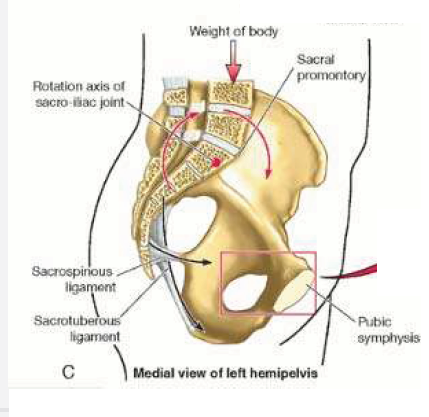 Weight of body
Sacral
promontory
Rotation axis of
sacro-iliac joint
Sacrospinous
ligament
Sacrotuberous
ligament
Pubic
symphysis
C
Medial view of left hemipelvis